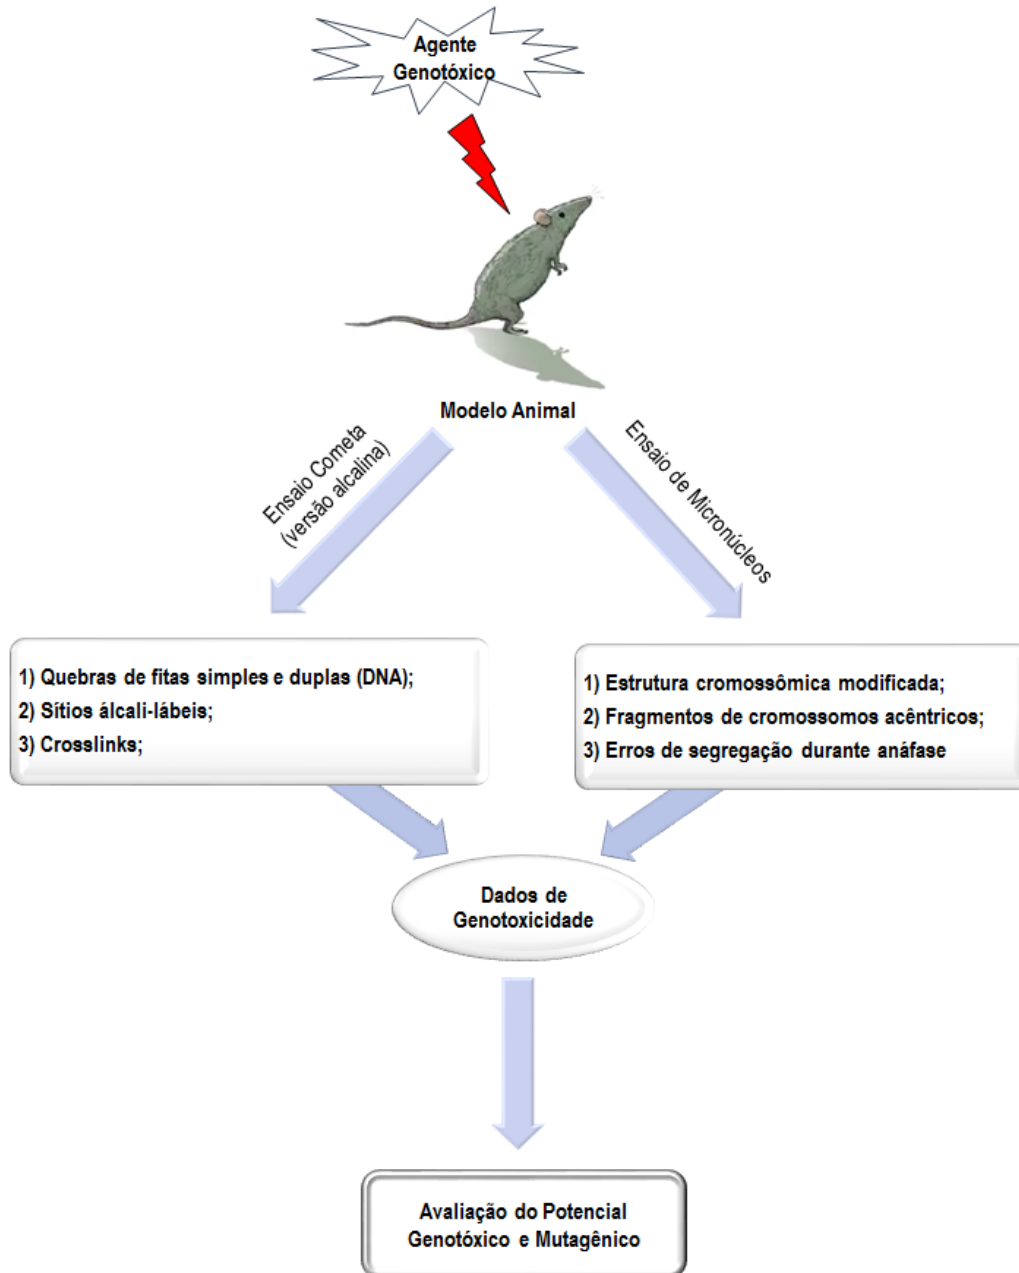 Agente
Genotóxico
Modelo Animal
Ensaio Cometa
(versão alcalina)
Ensaio de Micronúcleos
1) Quebras de fitas simples e duplas (DNA);
2) Sítios álcali-lábeis;
3) Crosslinks;
1) Estrutura cromossômica modificada;
2) Fragmentos de cromossomos acêntricos;
3) Erros de segregação durante anáfase
Dados de
Genotoxicidade
Avaliação do Potencial
Genotóxico e Mutagênico